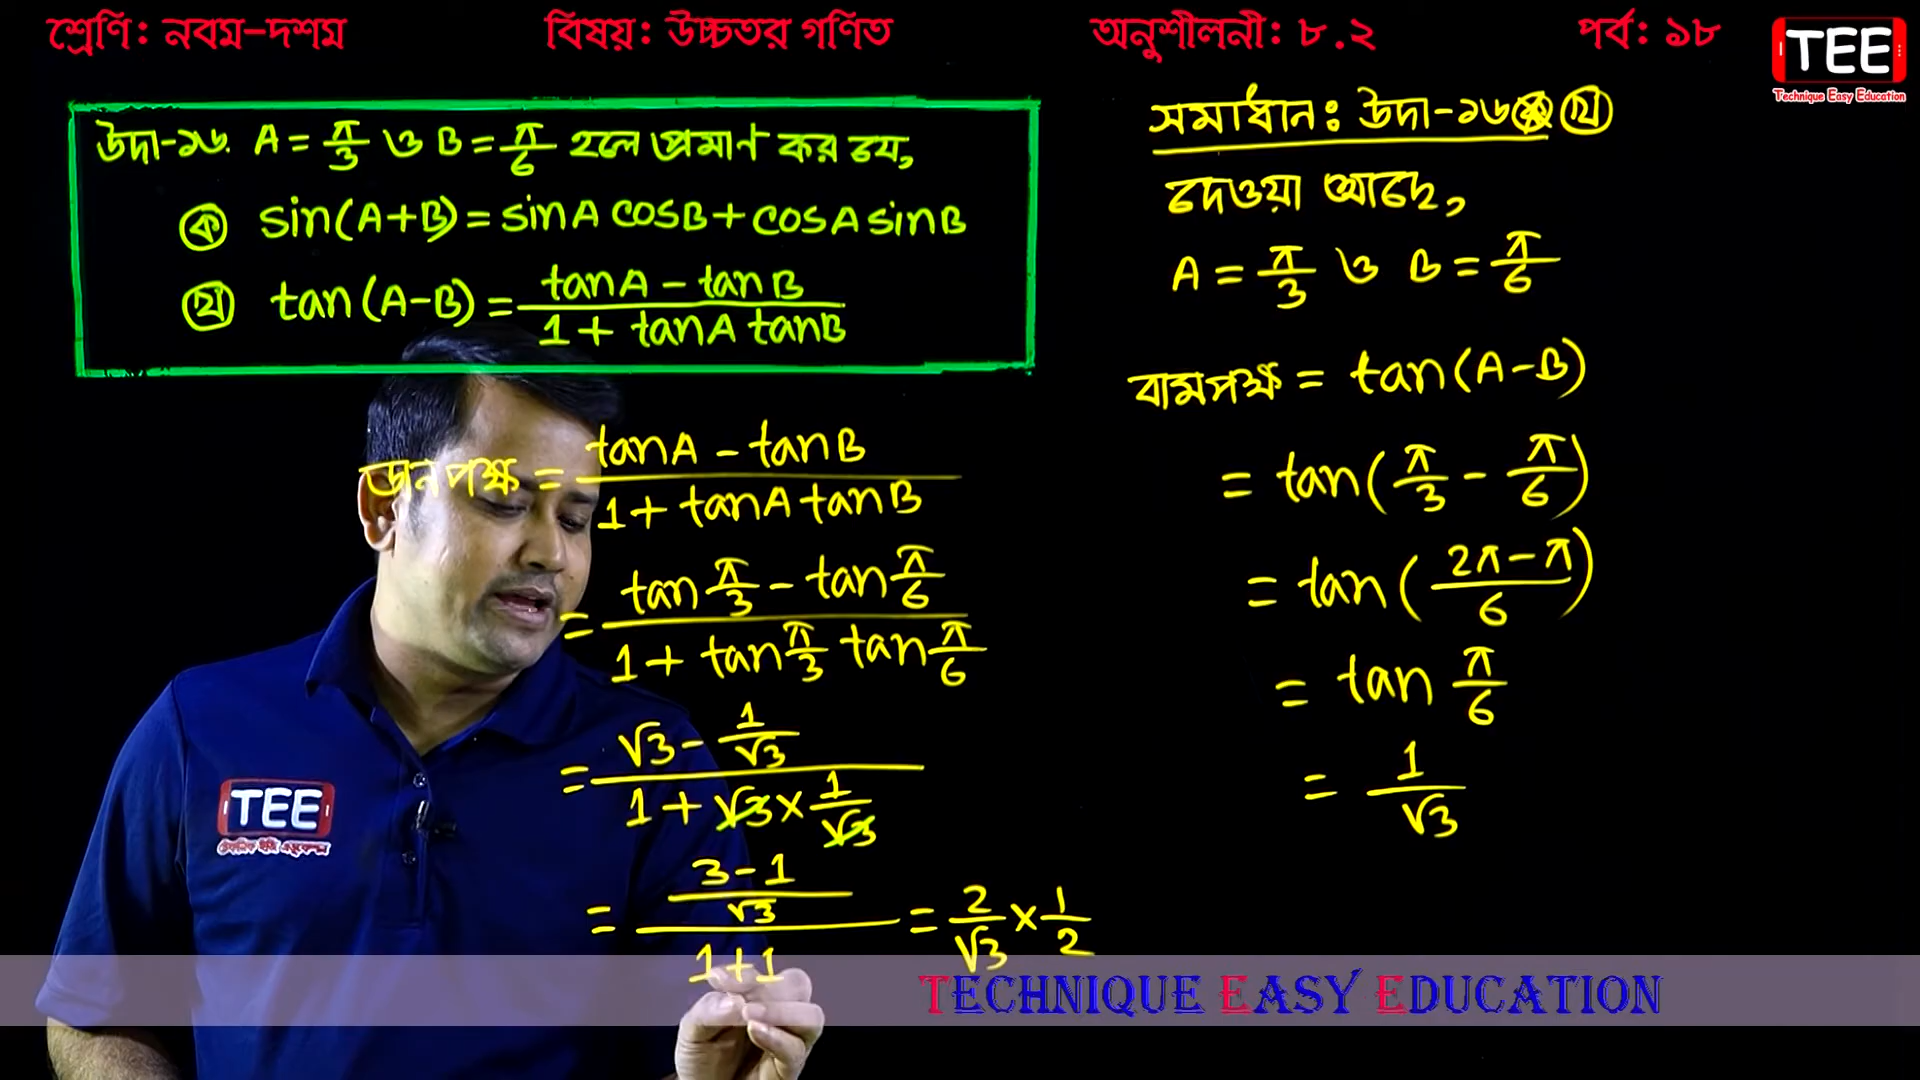 শ্রেণি: নবম-দশম বিষয়: উচ্চতর গণিত অনুশীলনী: ৮.২ পর্ব: ১৮
TEE
Technique Easy Education
উদা-১৬. A = π/3 ও B = π/6 হলে প্রমাণ কর যে,
(ক) sin(A+B) = sinA cosB + cosA sinB
(খ) tan(A-B) = (tanA - tanB)/(1 + tanA tanB)
সমাধান: উদা-১৬ (খ)
দেওয়া আছে,
A = π/3 ও B = π/6
বামপক্ষ = tan(A-B)
= tan(π/3 - π/6)
= tan((2π-π)/6)
= tan π/6
= 1/√3
ডানপক্ষ = (tanA - tanB)/(1 + tanA tanB)
= (tan π/3 - tan π/6)/(1 + tan π/3 tan π/6)
= (√3 - 1/√3)/(1 + √3 × 1/√3)
= ((3-1)/√3)/(1+1) = 2/√3 × 1/2
TEE
TECHNIQUE EASY EDUCATION